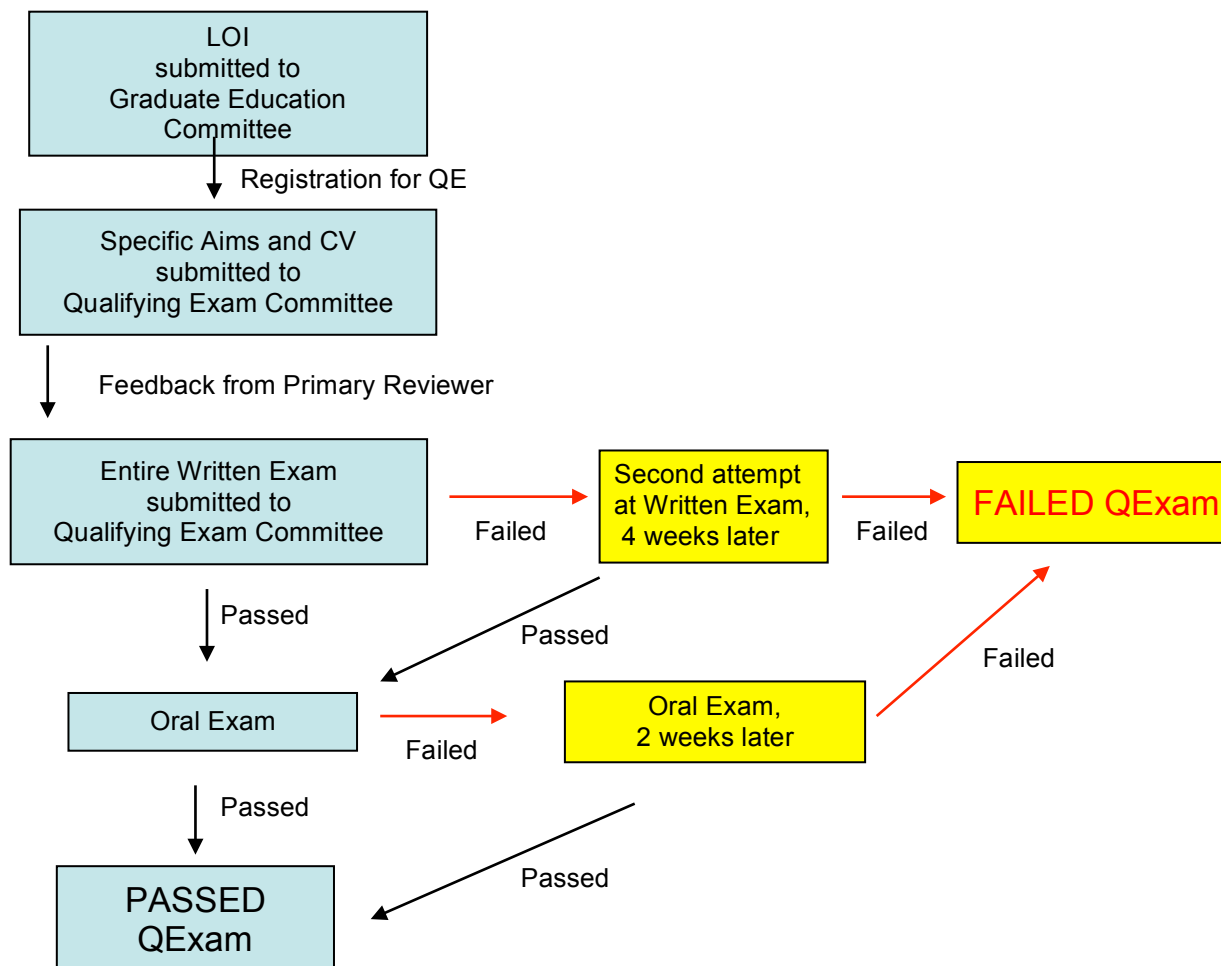 LOI
submitted to
Graduate Education
Committee
Registration for QE
Specific Aims and CV
submitted to
Qualifying Exam Committee
Feedback from Primary Reviewer
Entire Written Exam
submitted to
Qualifying Exam Committee
Failed
Second attempt
at Written Exam,
4 weeks later
Failed
FAILED QExam
Passed
Passed
Oral Exam
Failed
Oral Exam,
2 weeks later
Failed
Passed
Passed
PASSED
QExam